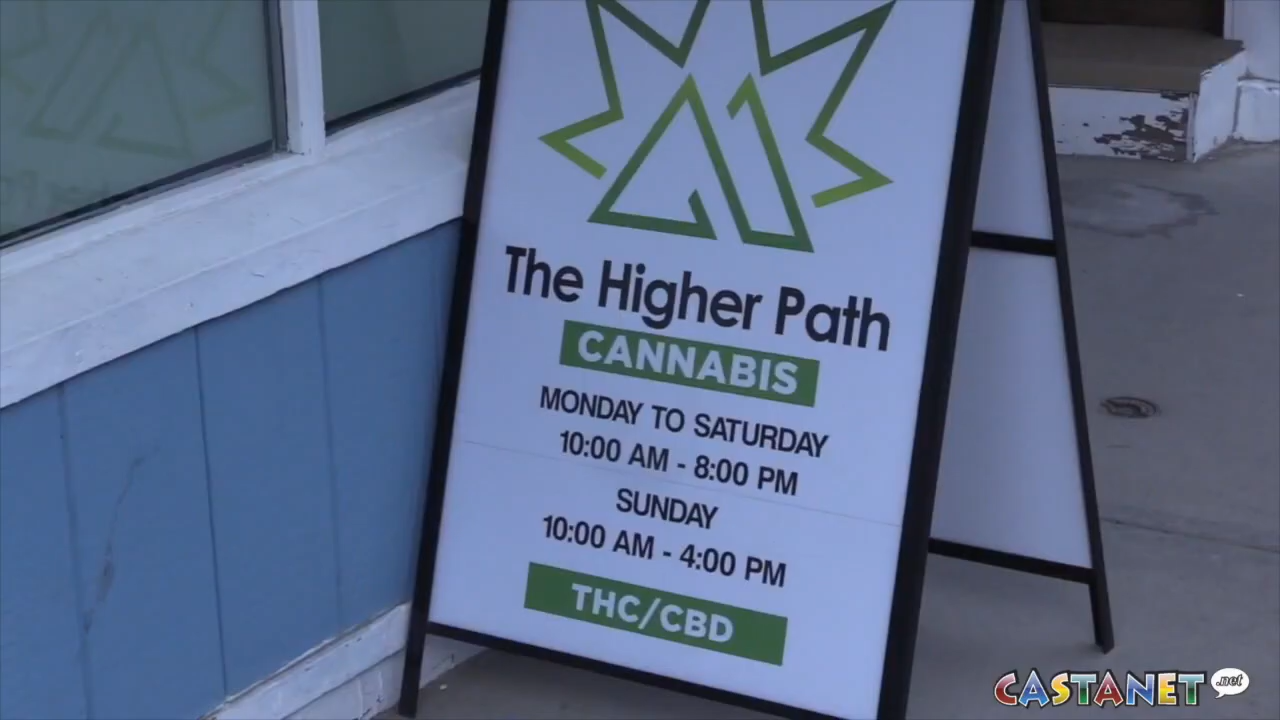 The Higher Path
CANNABIS
MONDAY TO SATURDAY
10:00 AM - 8:00 PM
SUNDAY
10:00 AM - 4:00 PM
THC/CBD
CASTANET .net